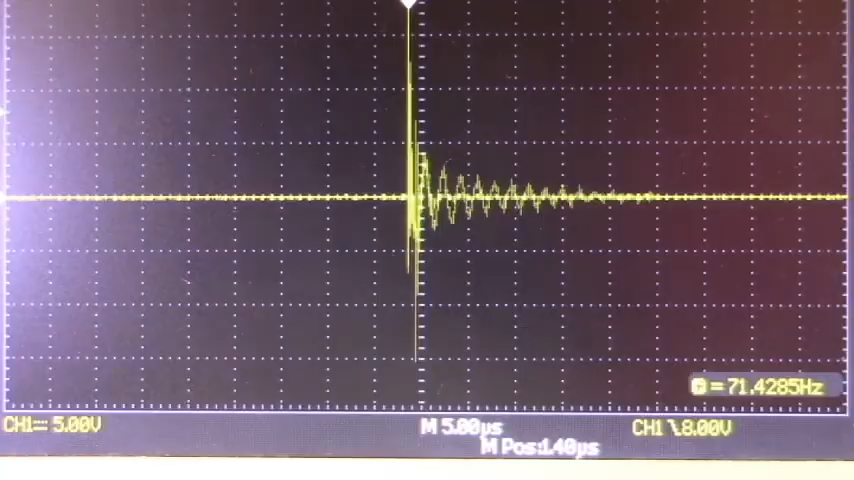 = 71.4285Hz
CH1 5.00V M 5.00µs CH1 8.00V
M Pos:1.40µs